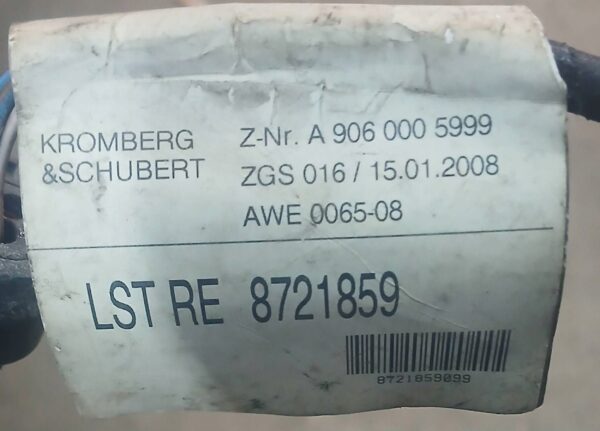 KROMBERG
&SCHUBERT
Z-Nr. A 906 000 5999
ZGS 016 / 15.01.2008
AWE 0065-08
LST RE 8721859
8721859099